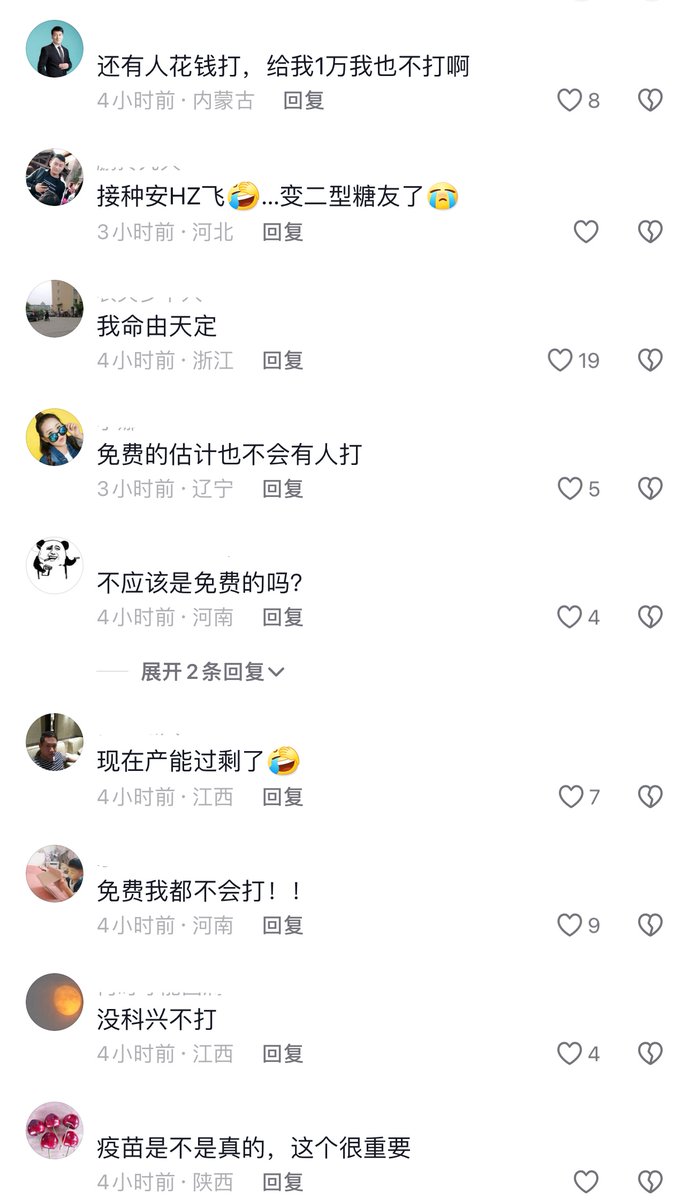 还有人花钱打，给我1万我也不打啊
4小时前·内蒙古 回复 8
接种安HZ飞🤣...变二型糖友了😭
3小时前·河北 回复
我命由天定
4小时前·浙江 回复 19
免费的估计也不会有人打
3小时前·辽宁 回复 5
不应该是免费的吗？
4小时前·河南 回复 4
展开2条回复
现在产能过剩了🤣
4小时前·江西 回复 7
免费我都不会打！！
4小时前·河南 回复 9
没科兴不打
4小时前·江西 回复 4
疫苗是不是真的，这个很重要
4小时前·陕西 回复